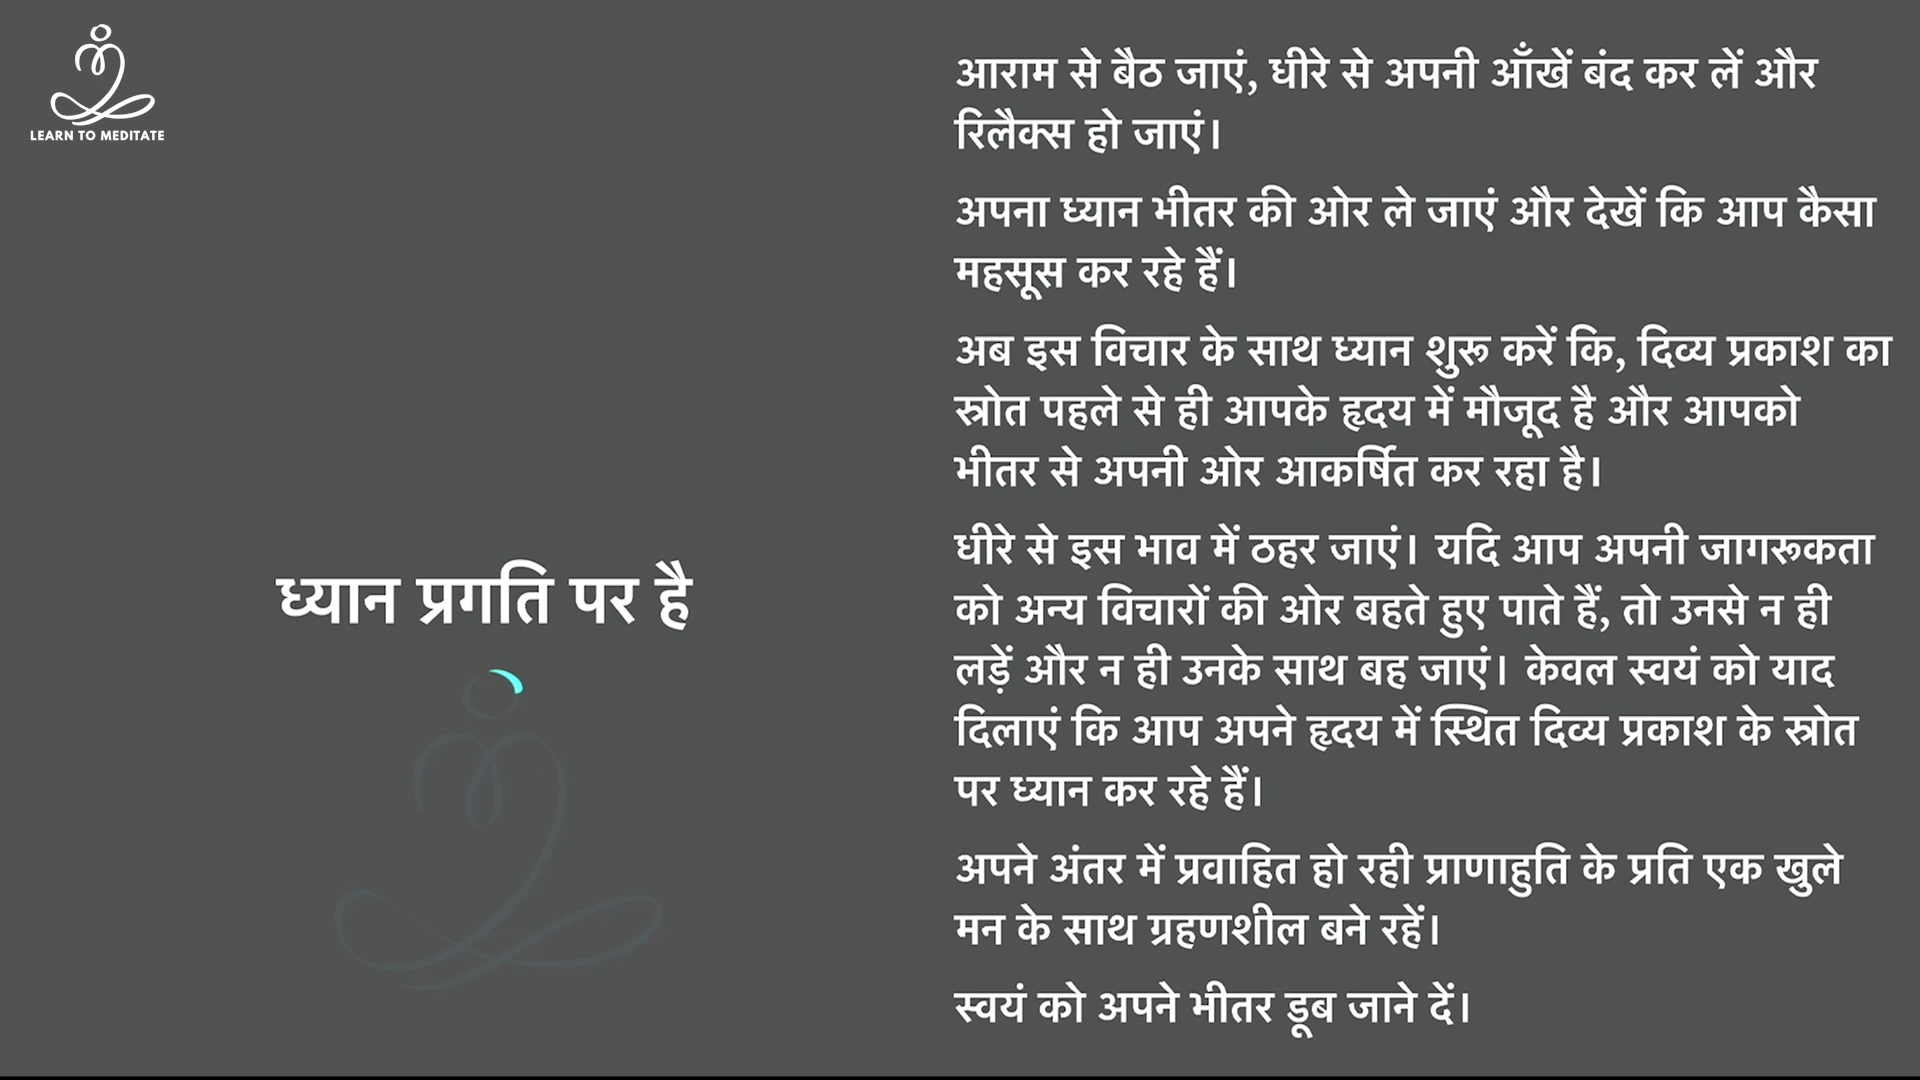 LEARN TO MEDITATE
ध्यान प्रगति पर है
आराम से बैठ जाएं, धीरे से अपनी आँखें बंद कर लें और
रिलैक्स हो जाएं।
अपना ध्यान भीतर की ओर ले जाएं और देखें कि आप कैसा
महसूस कर रहे हैं।
अब इस विचार के साथ ध्यान शुरू करें कि, दिव्य प्रकाश का
स्रोत पहले से ही आपके हृदय में मौजूद है और आपको
भीतर से अपनी ओर आकर्षित कर रहा है।
धीरे से इस भाव में ठहर जाएं। यदि आप अपनी जागरूकता
को अन्य विचारों की ओर बहते हुए पाते हैं, तो उनसे न ही
लड़ें और न ही उनके साथ बह जाएं। केवल स्वयं को याद
दिलाएं कि आप अपने हृदय में स्थित दिव्य प्रकाश के स्रोत
पर ध्यान कर रहे हैं।
अपने अंतर में प्रवाहित हो रही प्राणाहुति के प्रति एक खुले
मन के साथ ग्रहणशील बने रहें।
स्वयं को अपने भीतर डूब जाने दें।